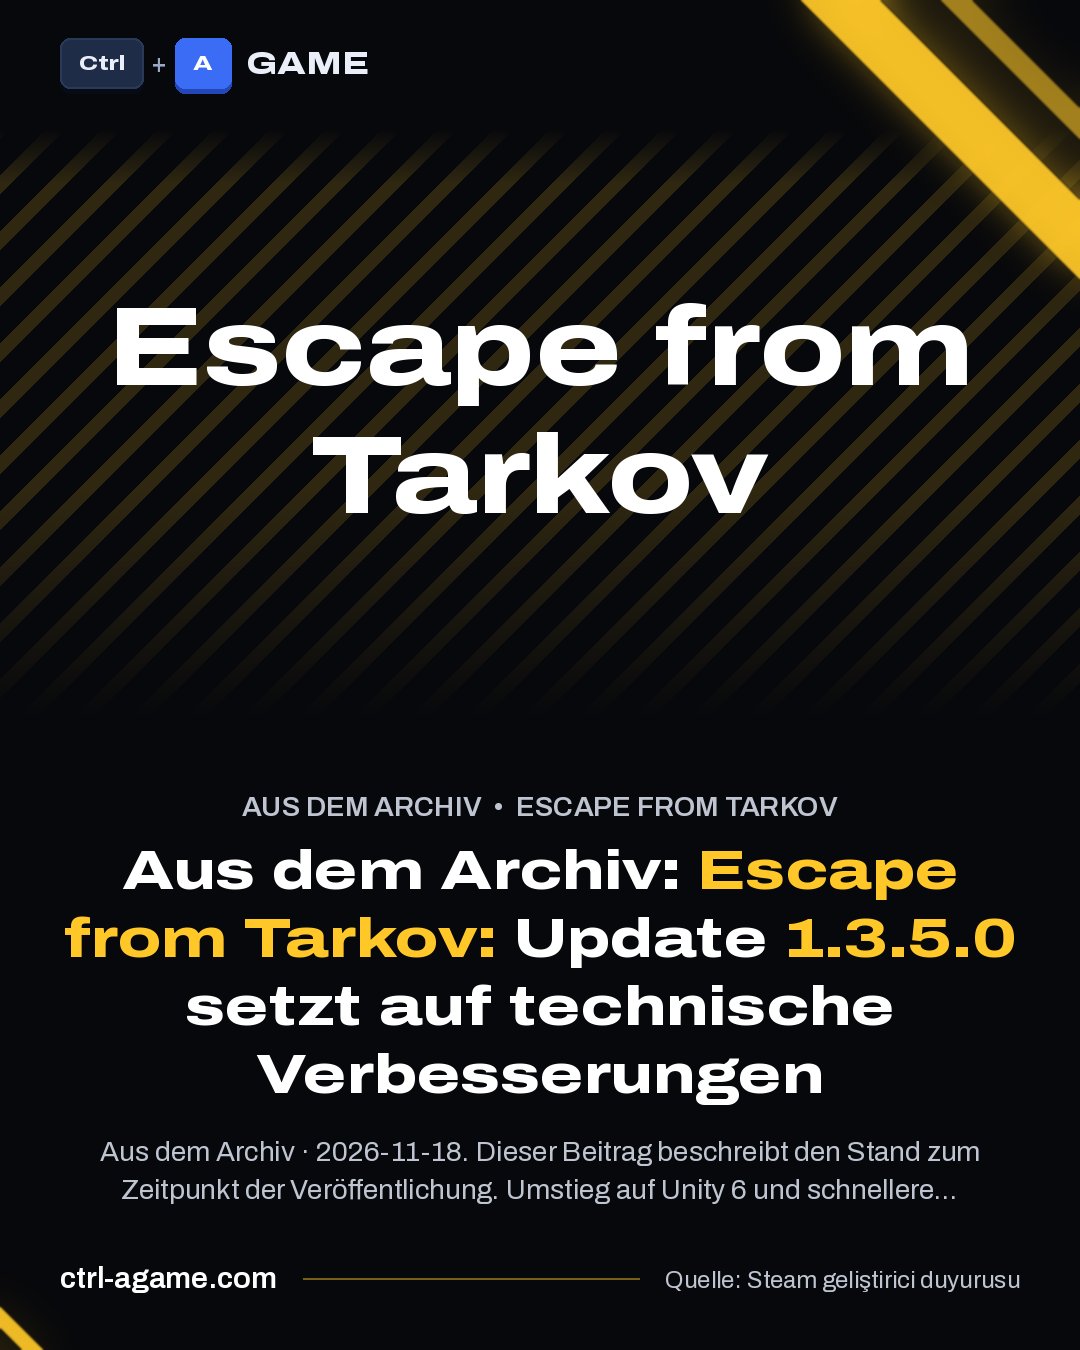 Ctrl + A GAME
Escape from
Tarkov
AUS DEM ARCHIV • ESCAPE FROM TARKOV
Aus dem Archiv: Escape
from Tarkov: Update 1.3.5.0
setzt auf technische
Verbesserungen
Aus dem Archiv · 2026-11-18. Dieser Beitrag beschreibt den Stand zum
Zeitpunkt der Veröffentlichung. Umstieg auf Unity 6 und schnellere...
ctrl-agame.com
Quelle: Steam geliştirici duyurusu